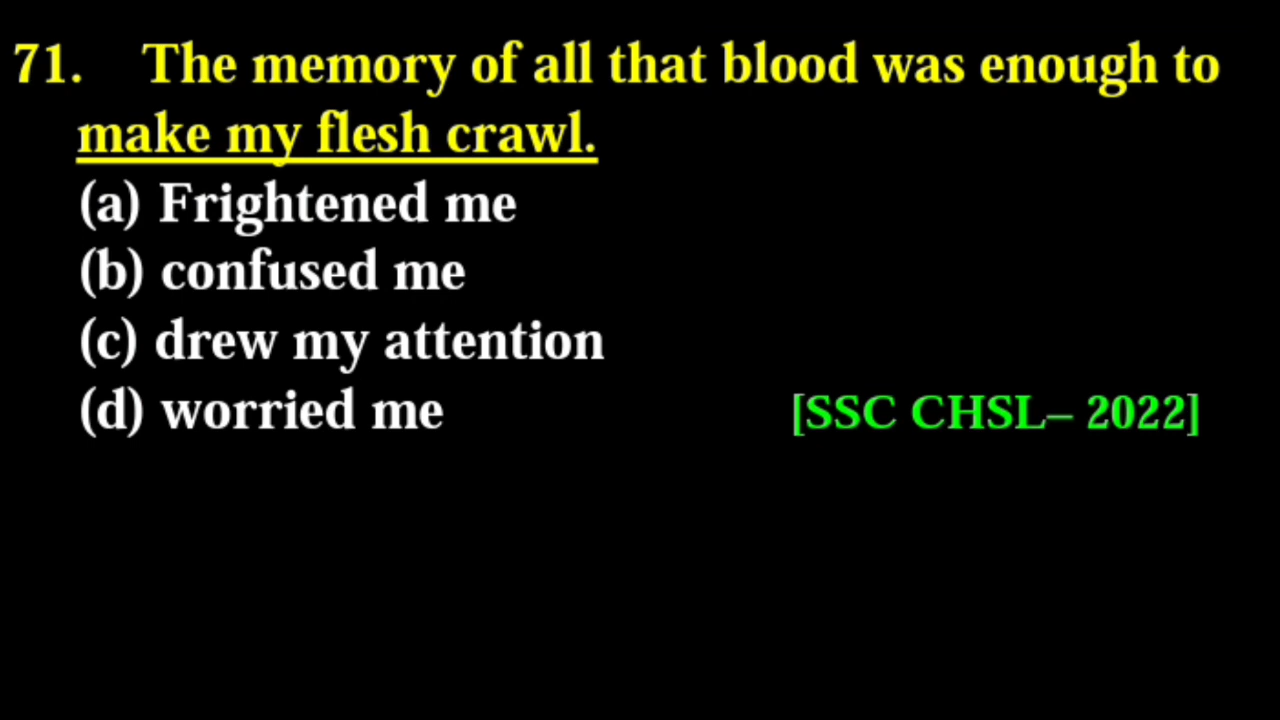 71. The memory of all that blood was enough to
make my flesh crawl.
(a) Frightened me
(b) confused me
(c) drew my attention
(d) worried me [SSC CHSL– 2022]